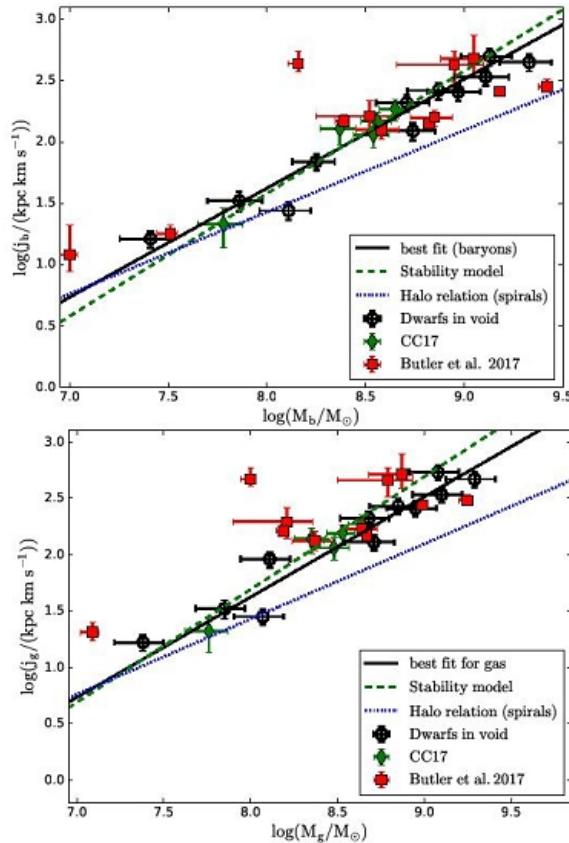 3.0
2.5
2.0
1.5
1.0
0.5
0.0
log(j_b/(kpc km s⁻¹))
best fit (baryons)
Stability model
Halo relation (spirals)
Dwarfs in void
CC17
Butler et al. 2017
7.0 7.5 8.0 8.5 9.0 9.5
log(M_b/M_⊙)
3.0
2.5
2.0
1.5
1.0
0.5
0.0
log(j_g/(kpc km s⁻¹))
best fit for gas
Stability model
Halo relation (spirals)
Dwarfs in void
CC17
Butler et al. 2017
7.0 7.5 8.0 8.5 9.0 9.5
log(M_g/M_⊙)